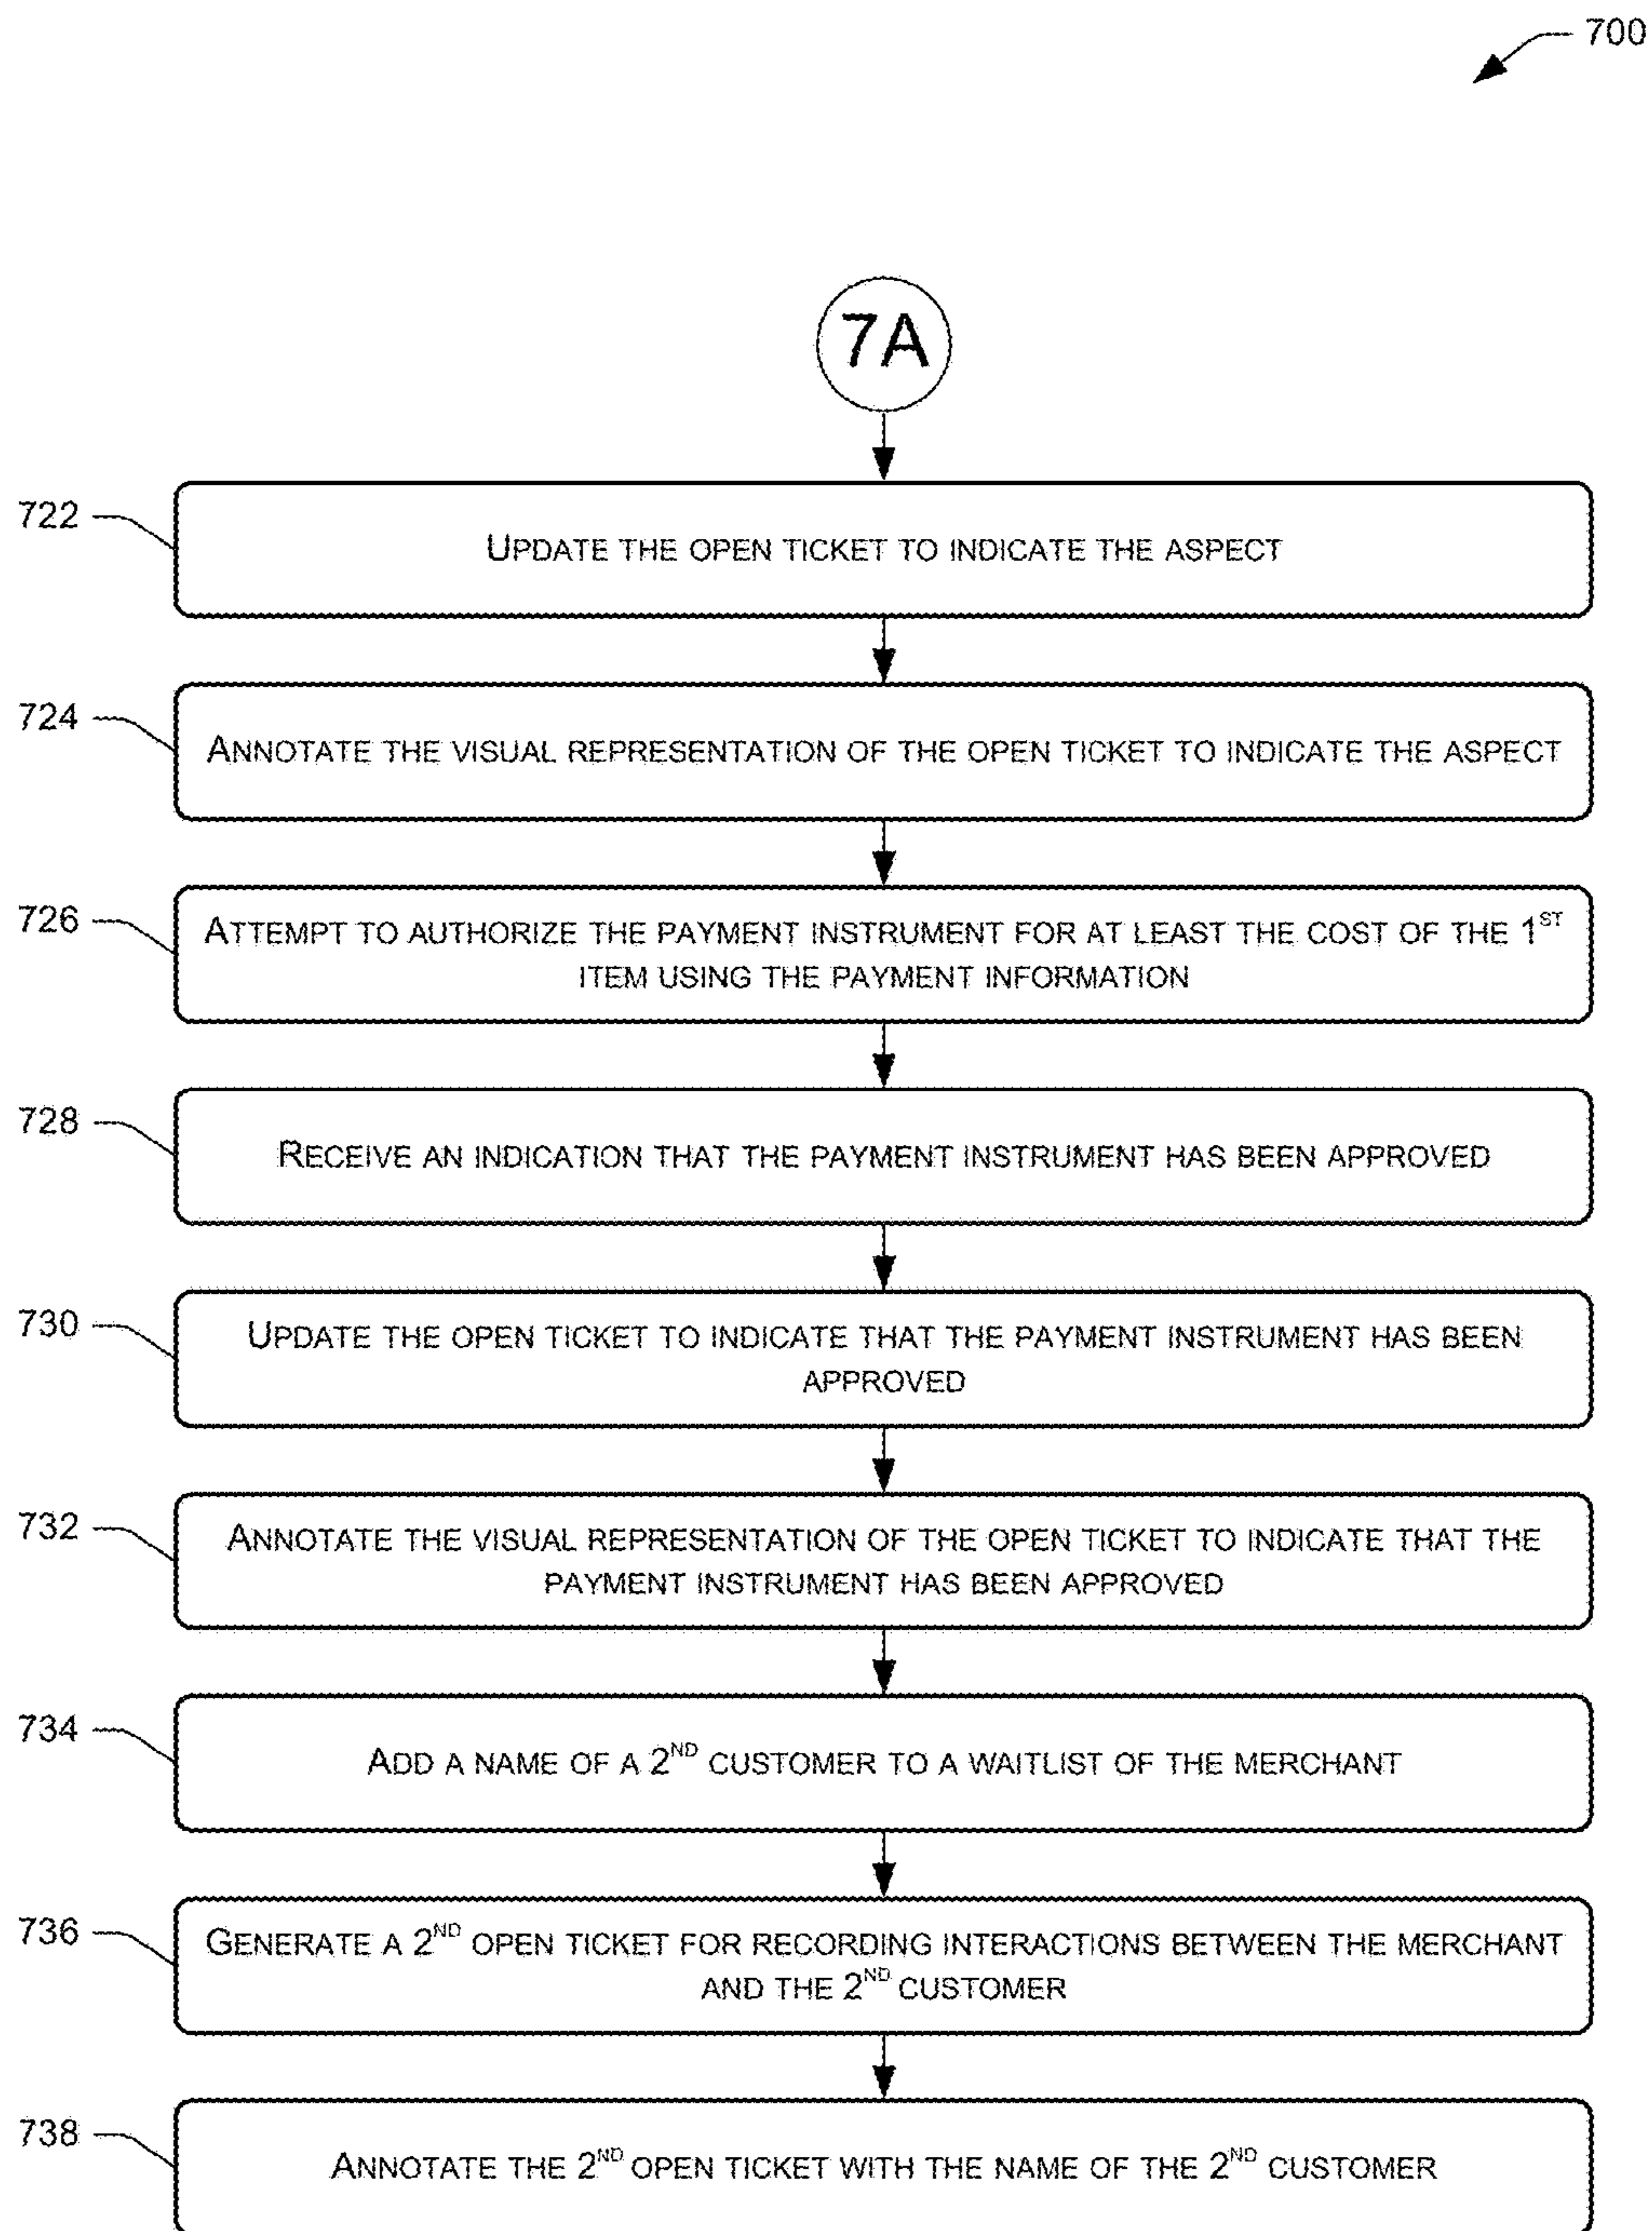 700
7A
722
UPDATE THE OPEN TICKET TO INDICATE THE ASPECT
724
ANNOTATE THE VISUAL REPRESENTATION OF THE OPEN TICKET TO INDICATE THE ASPECT
726
ATTEMPT TO AUTHORIZE THE PAYMENT INSTRUMENT FOR AT LEAST THE COST OF THE 1ST
ITEM USING THE PAYMENT INFORMATION
728
RECEIVE AN INDICATION THAT THE PAYMENT INSTRUMENT HAS BEEN APPROVED
730
UPDATE THE OPEN TICKET TO INDICATE THAT THE PAYMENT INSTRUMENT HAS BEEN
APPROVED
732
ANNOTATE THE VISUAL REPRESENTATION OF THE OPEN TICKET TO INDICATE THAT THE
PAYMENT INSTRUMENT HAS BEEN APPROVED
734
ADD A NAME OF A 2ND CUSTOMER TO A WAITLIST OF THE MERCHANT
736
GENERATE A 2ND OPEN TICKET FOR RECORDING INTERACTIONS BETWEEN THE MERCHANT
AND THE 2ND CUSTOMER
738
ANNOTATE THE 2ND OPEN TICKET WITH THE NAME OF THE 2ND CUSTOMER